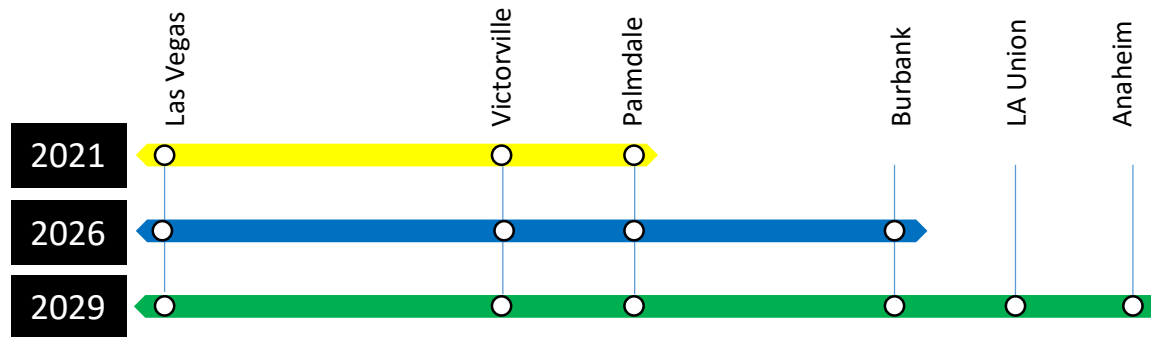 Las Vegas
Victorville
Palmdale
Burbank
LA Union
Anaheim
2021
2026
2029